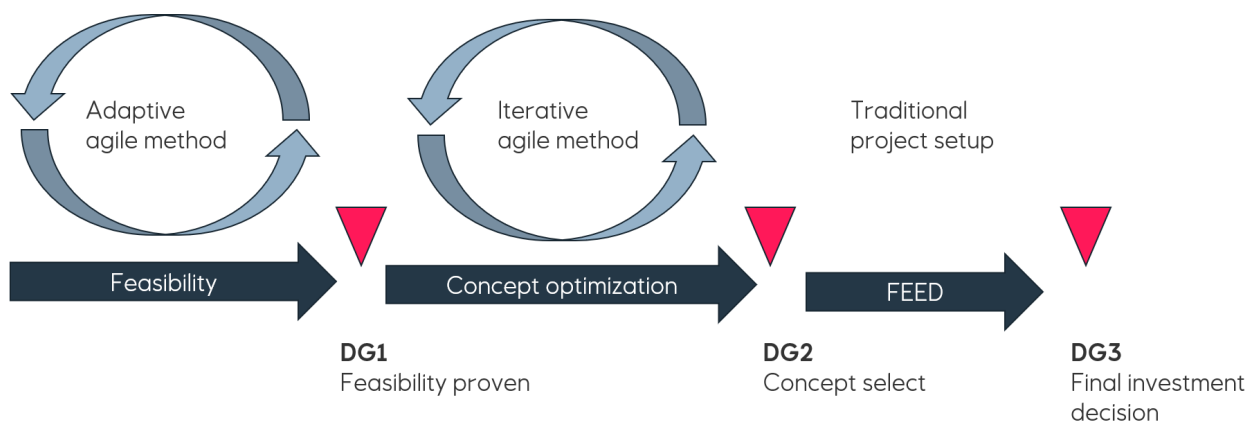 Adaptive
agile method
Iterative
agile method
Traditional
project setup
Feasibility
Concept optimization
FEED
DG1
Feasibility proven
DG2
Concept select
DG3
Final investment
decision